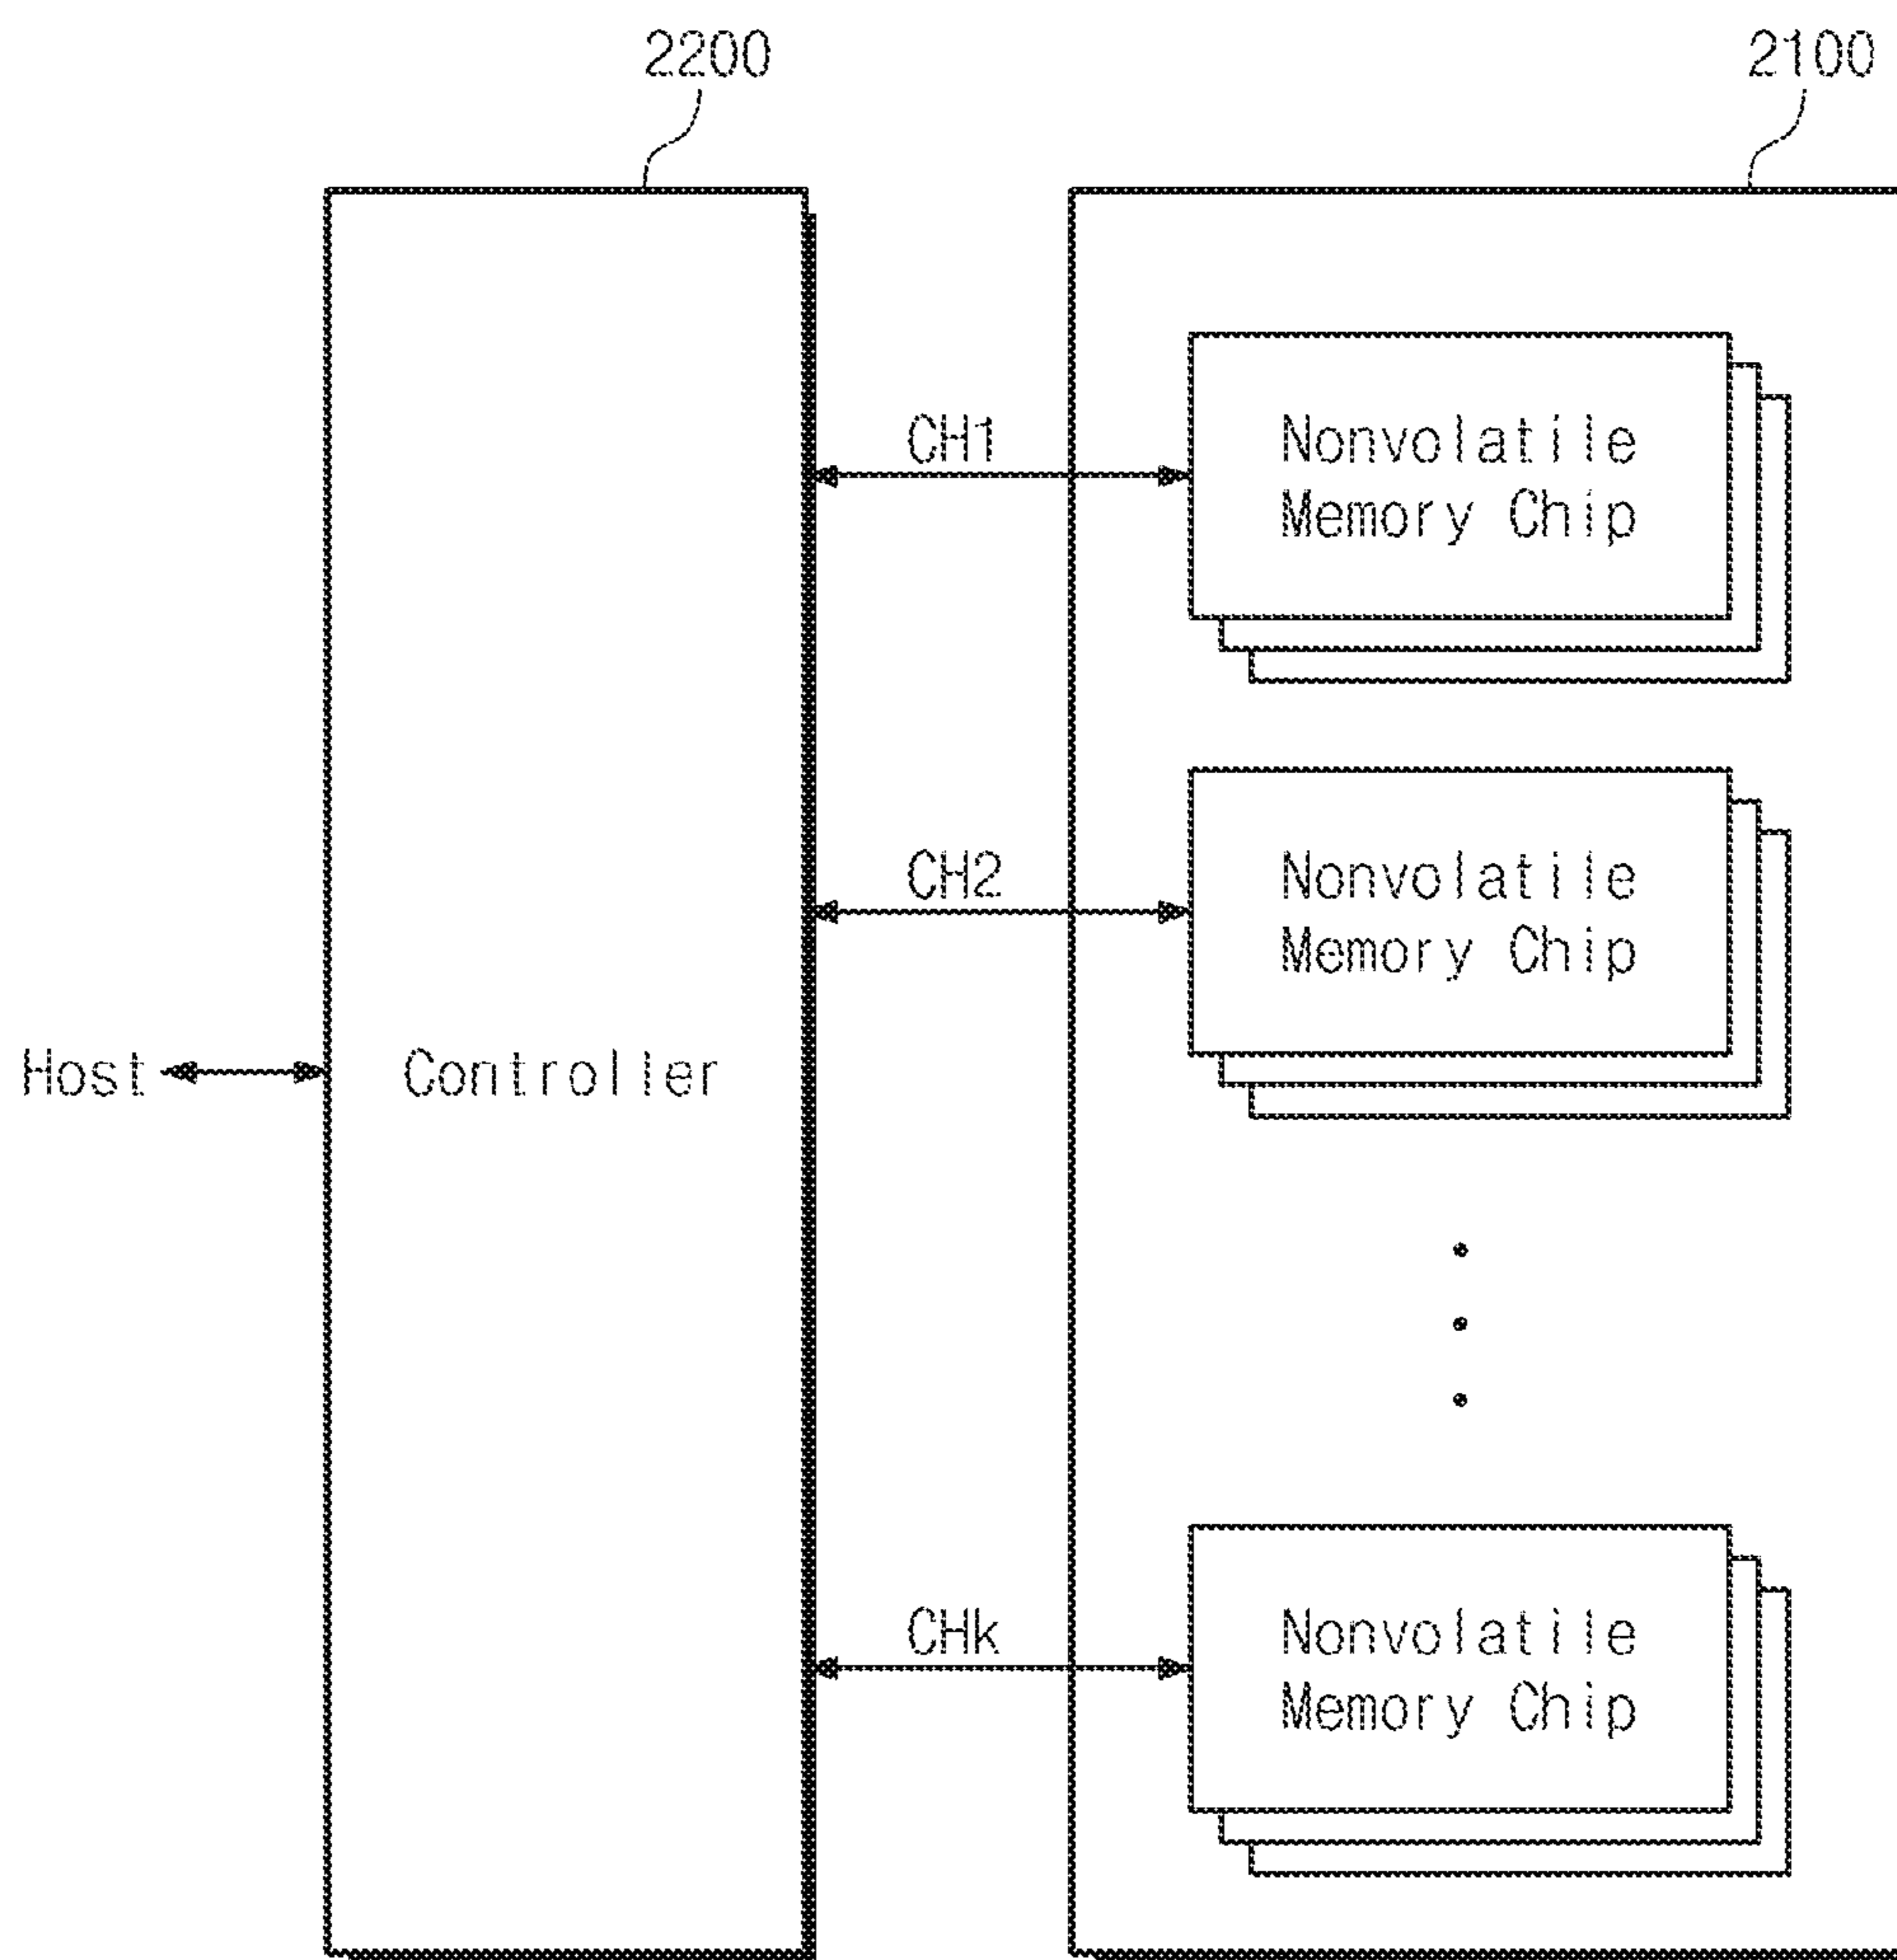 2200
2100
CH1
Nonvolatile
Memory Chip
CH2
Nonvolatile
Memory Chip
Host
Controller
CHk
Nonvolatile
Memory Chip